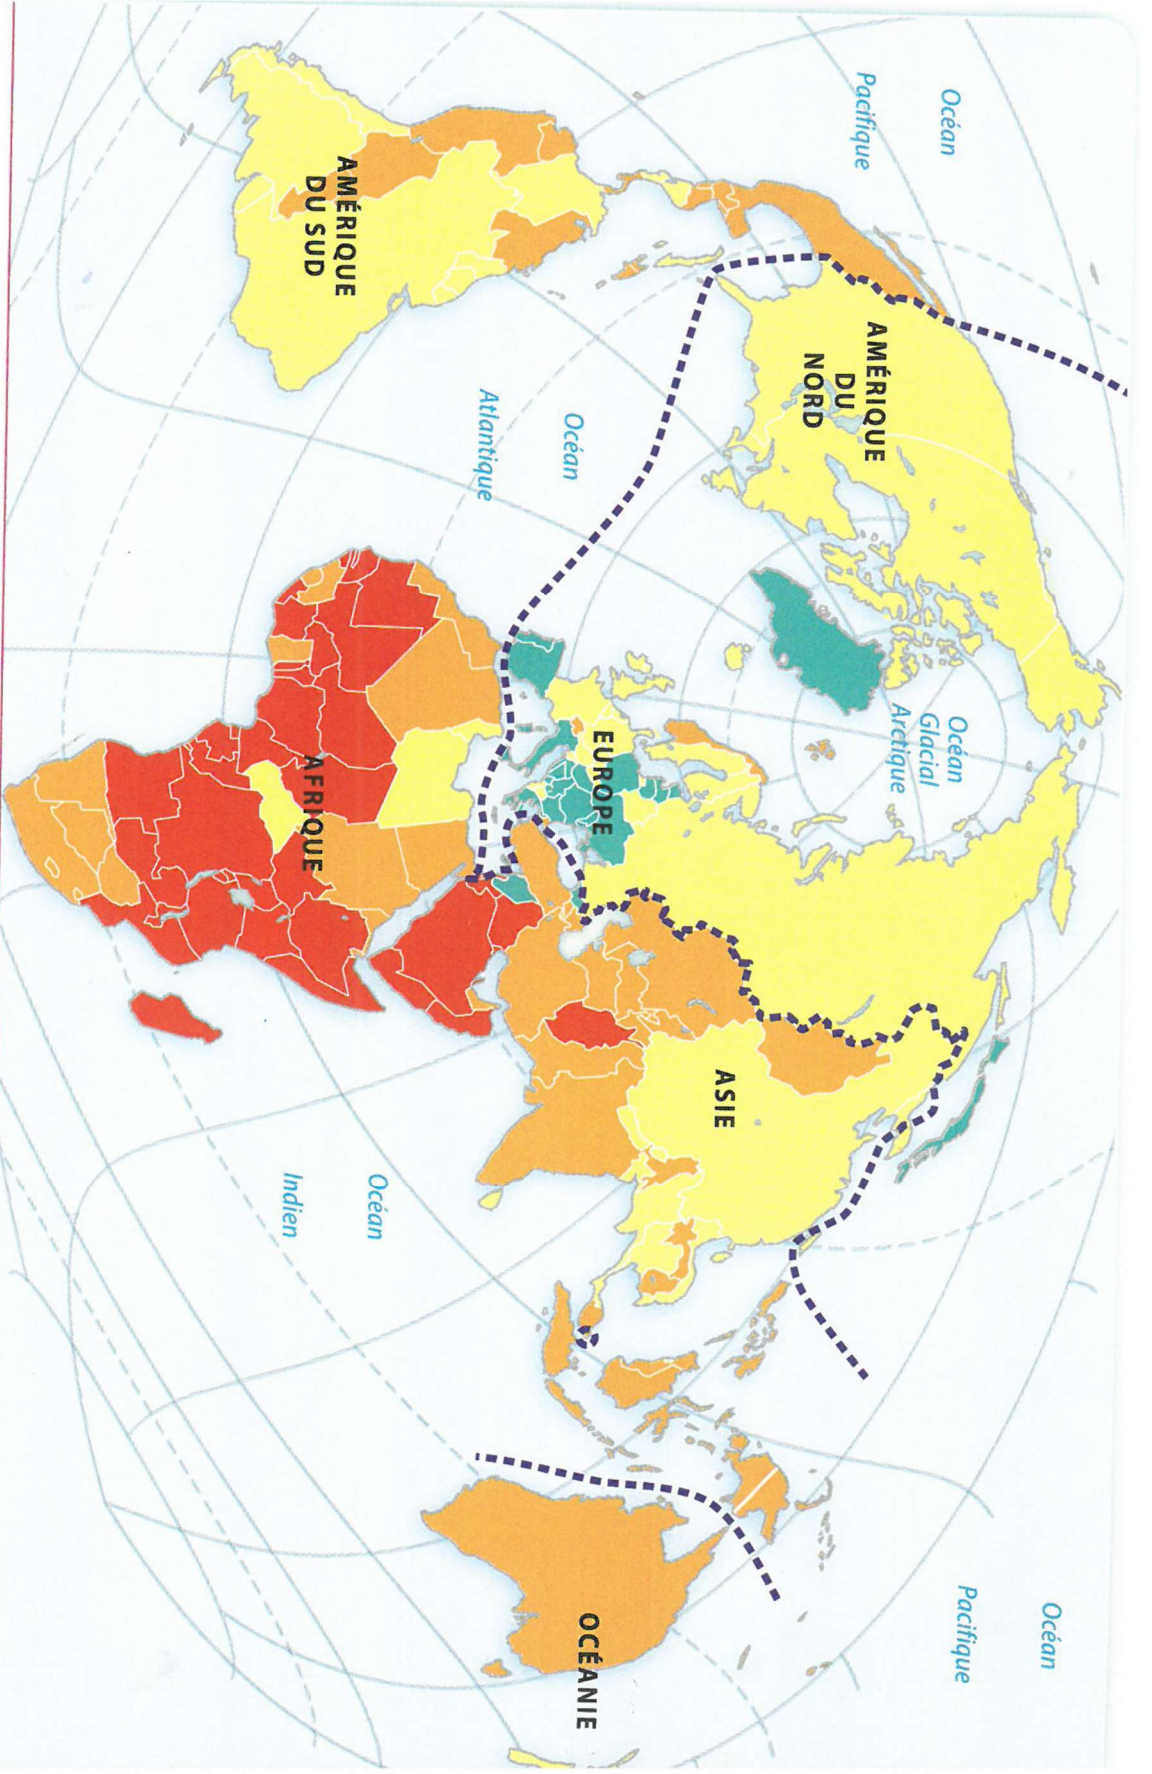 Océan
Pacifique
AMÉRIQUE
DU
NORD
Océan
Glacial
Arctique
Océan
Atlantique
AMÉRIQUE
DU SUD
EUROPE
AFRIQUE
ASIE
Océan
Indien
Océan
Pacifique
OCÉANIE